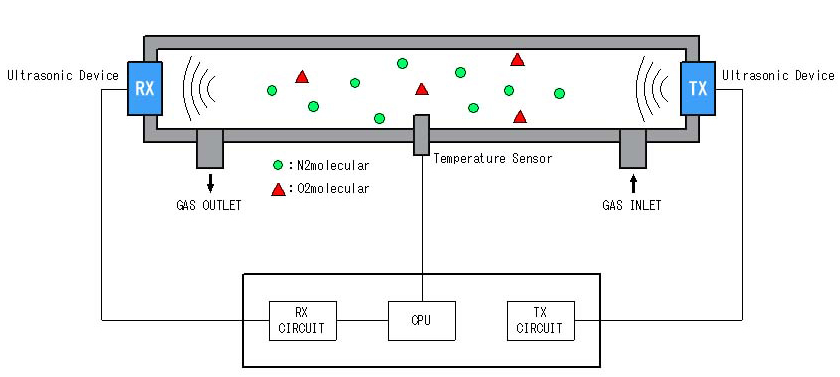 Ultrasonic Device
RX
TX
Ultrasonic Device
Temperature Sensor
:N2molecular
:O2molecular
GAS OUTLET
GAS INLET
RX
CIRCUIT
CPU
TX
CIRCUIT